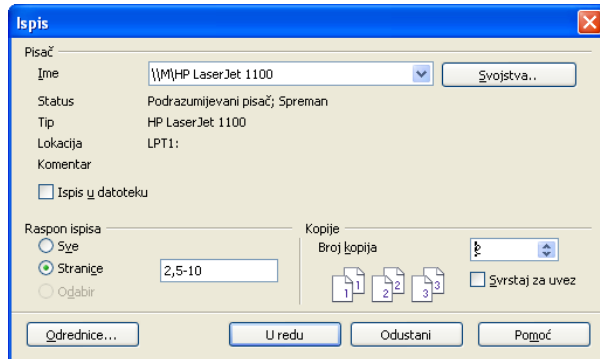 Ispis
Pisač
Ime \\M\HP LaserJet 1100 Svojstva..
Status Podrazumijevani pisač; Spreman
Tip HP LaserJet 1100
Lokacija LPT1:
Komentar
Ispis u datoteku
Raspon ispisa Kopije
Sve Broj kopija
Stranice 2,5-10 Svrstaj za uvez
1 1 2 2 3 3
Odabir
Odrednice... U redu Odustani Pomoć